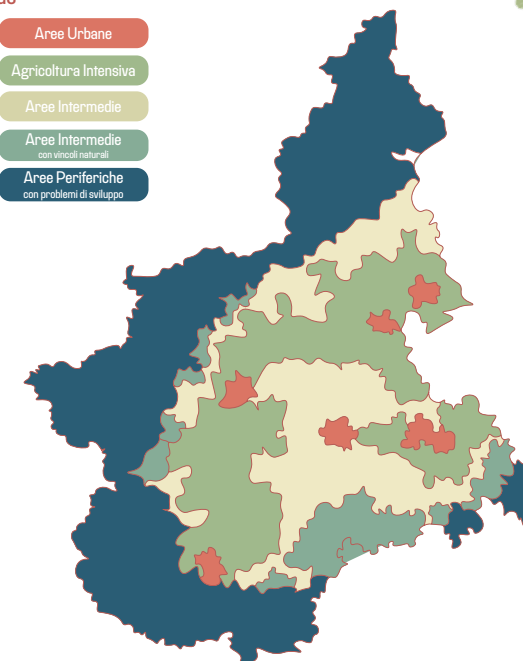 Aree Urbane
Agricoltura Intensiva
Aree Intermedie
Aree Intermedie
con vincoli naturali
Aree Periferiche
con problemi di sviluppo